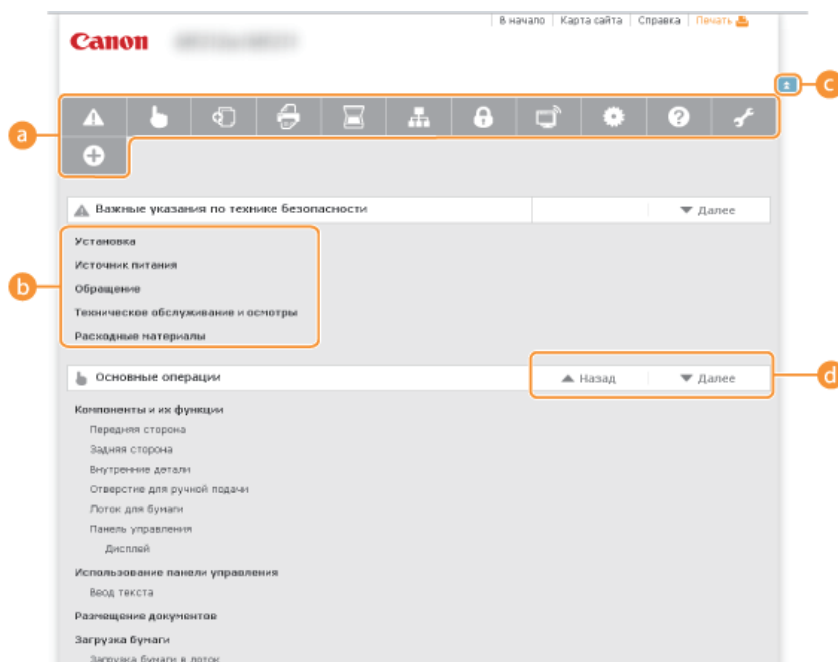 В начало | Карта сайта | Справка | Печать
Canon
c
a
Важные указания по технике безопасности
Далее
Установка
Источник питания
b
Обращение
Техническое обслуживание и осмотры
Расходные материалы
Основные операции
Назад
Далее
d
Компоненты и их функции
Передняя сторона
Задняя сторона
Внутренние детали
Отверстие для ручной подачи
Лоток для бумаги
Панель управления
Дисплей
Использование панели управления
Ввод текста
Размещение документов
Загрузка бумаги
Загрузка бумаги в лоток